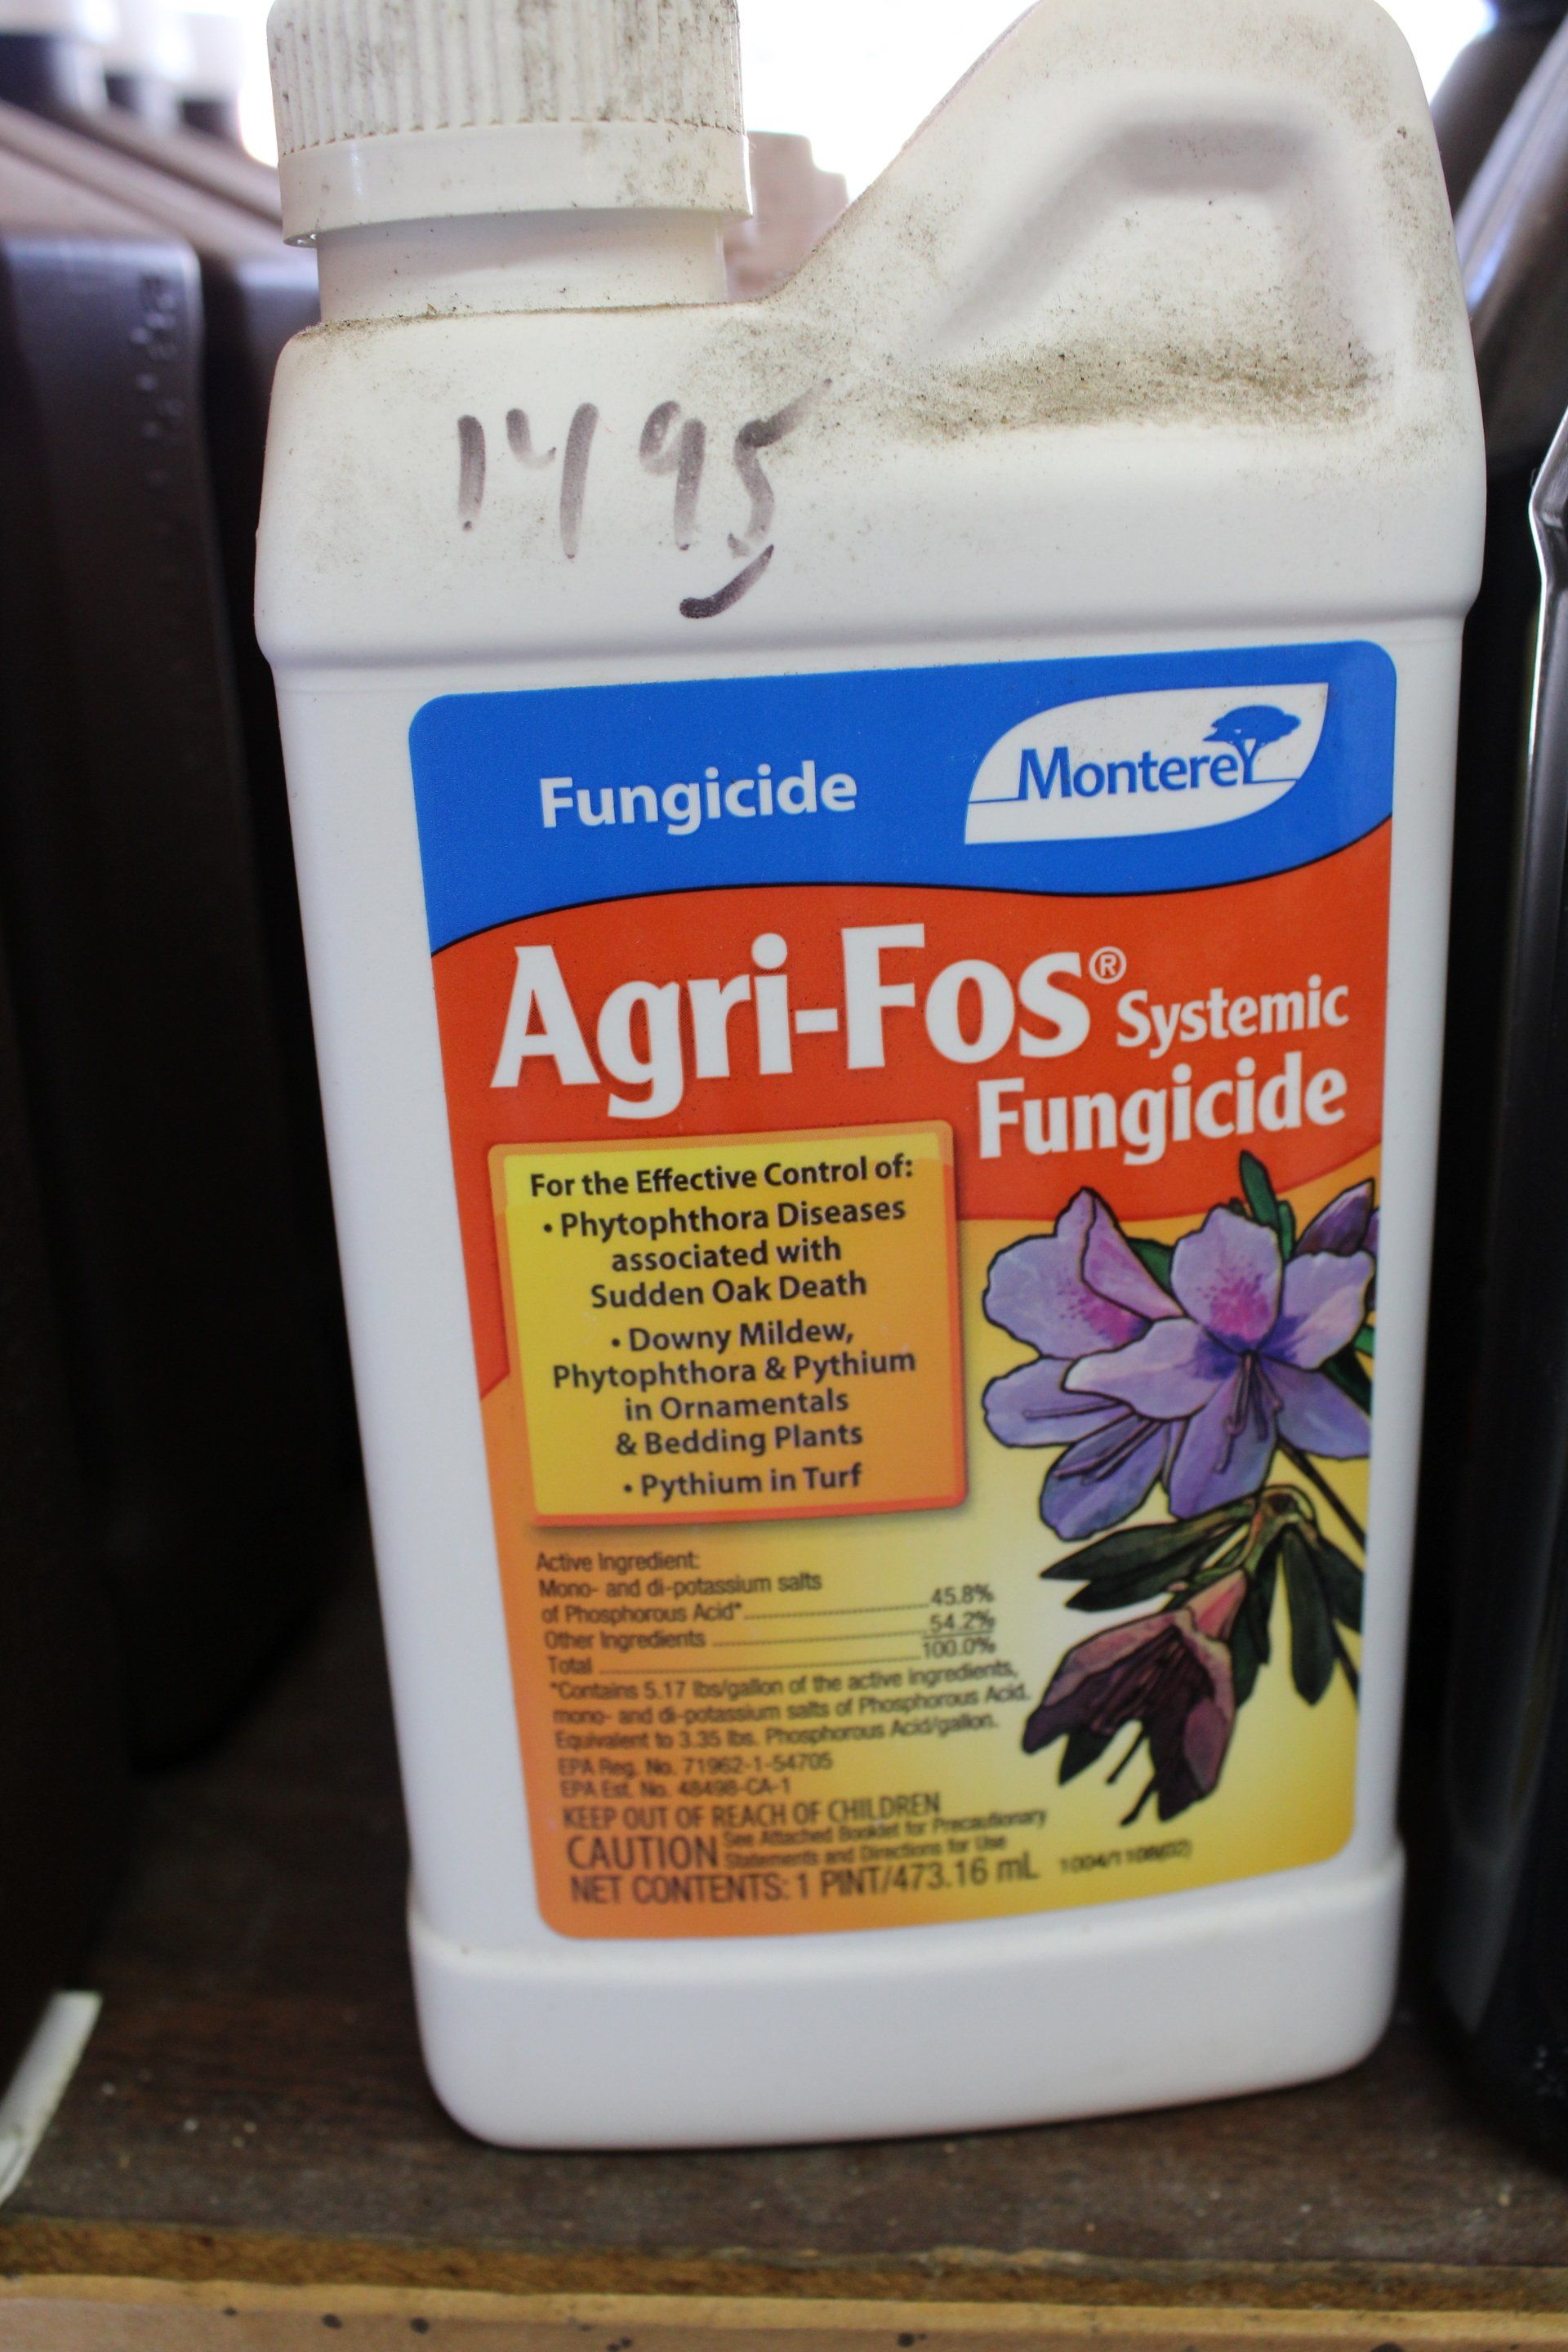 1495
Fungicide
Monterey
Agri-Fos® Systemic
Fungicide
For the Effective Control of:
• Phytophthora Diseases
associated with
Sudden Oak Death
• Downy Mildew,
Phytophthora & Pythium
in Ornamentals
& Bedding Plants
• Pythium in Turf
Active Ingredient:
Mono- and di-potassium salts
of Phosphorous Acid*..........45.8%
Other Ingredients..........54.2%
Total..........100.0%
*Contains 5.17 lbs/gallon of the active ingredients,
mono- and di-potassium salts of Phosphorous Acid.
Equivalent to 3.35 lbs. Phosphorous Acid/gallon.
EPA Reg. No. 71962-1-54705
EPA Est. No. 48498-CA-1
KEEP OUT OF REACH OF CHILDREN
CAUTION See Attached Booklet for Precautionary
Statements and Directions for Use
NET CONTENTS: 1 PINT/473.16 mL